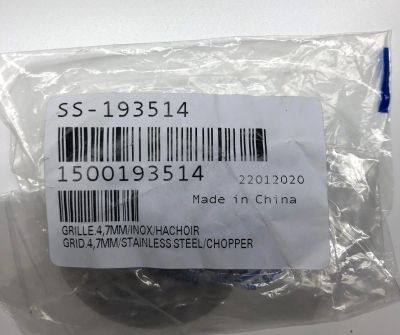 SS-193514
1500193514
22012020
Made in China
GRILLE.4,7MM/INOX/HACHOIR
GRID.4,7MM/STAINLESS STEEL/CHOPPER